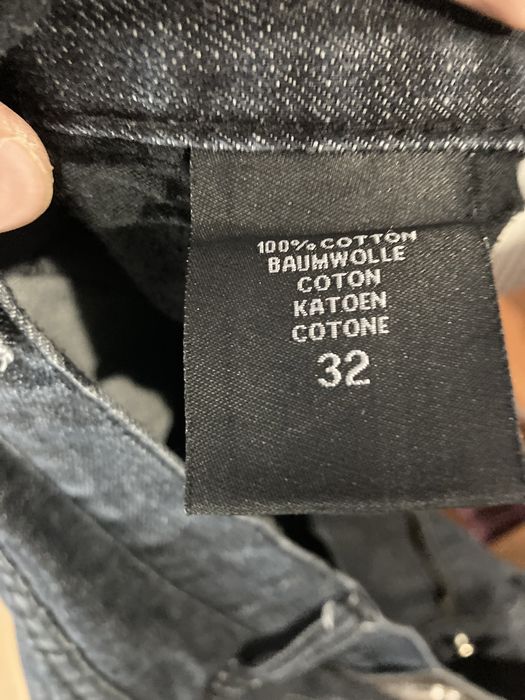 100% COTTON
BAUMWOLLE
COTON
KATOEN
COTONE
32